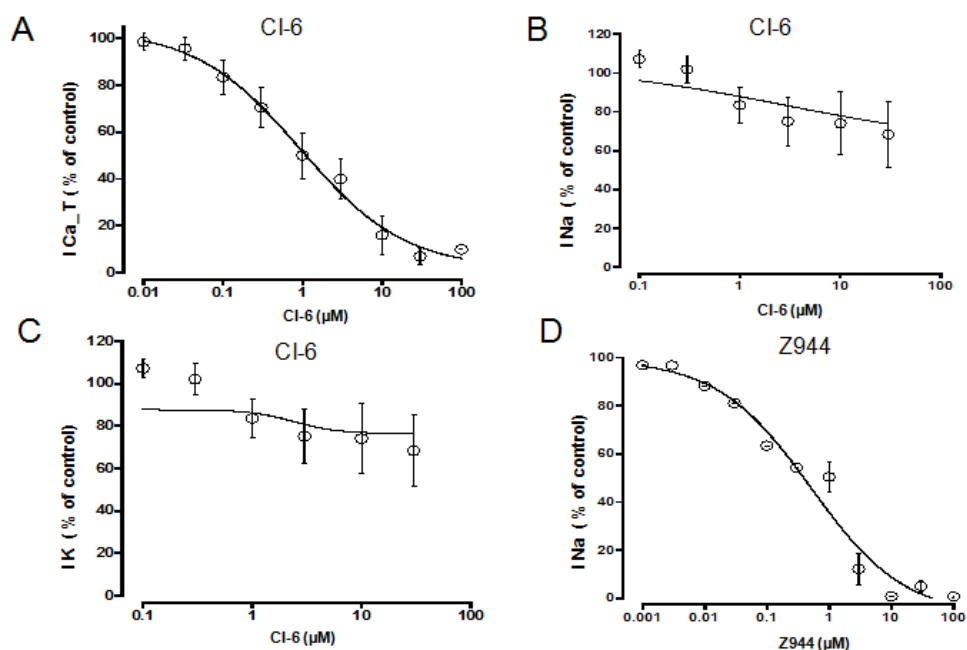 A
CI-6
ICa_T ( % of control)
100
80
60
40
20
0
0.01 0.1 1 10 100
CI-6 (µM)
B
CI-6
INa ( % of control)
120
100
80
60
40
20
0
0.1 1 10 100
CI-6 (µM)
C
CI-6
IK ( % of control)
120
100
80
60
40
20
0
0.1 1 10 100
CI-6 (µM)
D
Z944
INa ( % of control)
100
80
60
40
20
0
0.001 0.01 0.1 1 10 100
Z944 (µM)